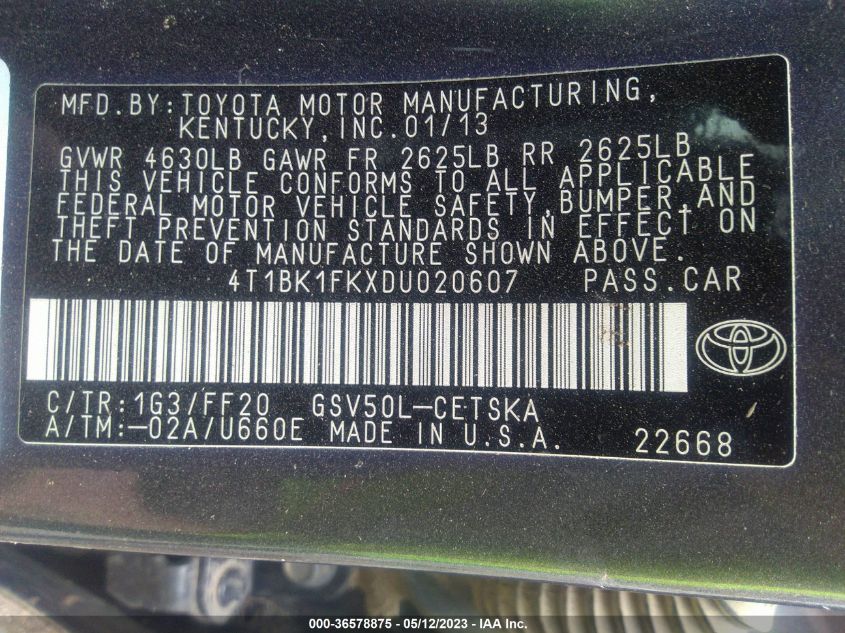 MFD.BY:TOYOTA MOTOR MANUFACTURING,
KENTUCKY,INC.01/13
GVWR 4630LB GAWR FR 2625LB RR 2625LB
THIS VEHICLE CONFORMS TO ALL APPLICABLE
FEDERAL MOTOR VEHICLE SAFETY,BUMPER,AND
THEFT PREVENTION STANDARDS IN EFFECT ON
THE DATE OF MANUFACTURE SHOWN ABOVE.
4T1BK1FKXDU020607 PASS.CAR
C/TR:1G3/FF20 GSV50L-CETSKA
A/TM:-02A/U660E MADE IN U.S.A. 22668
000-36578875 - 05/12/2023 - IAA Inc.